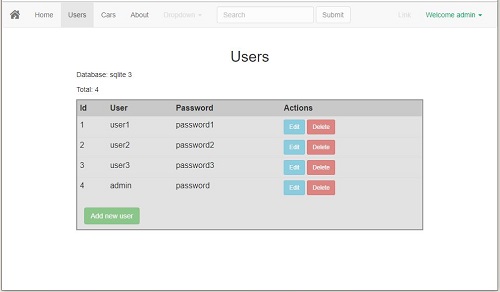 Home Users Cars About Dropdown Search Submit Link Welcome admin
Users
Database: sqlite 3
Total: 4
Id User Password Actions
1 user1 password1 Edit Delete
2 user2 password2 Edit Delete
3 user3 password3 Edit Delete
4 admin password Edit Delete
Add new user